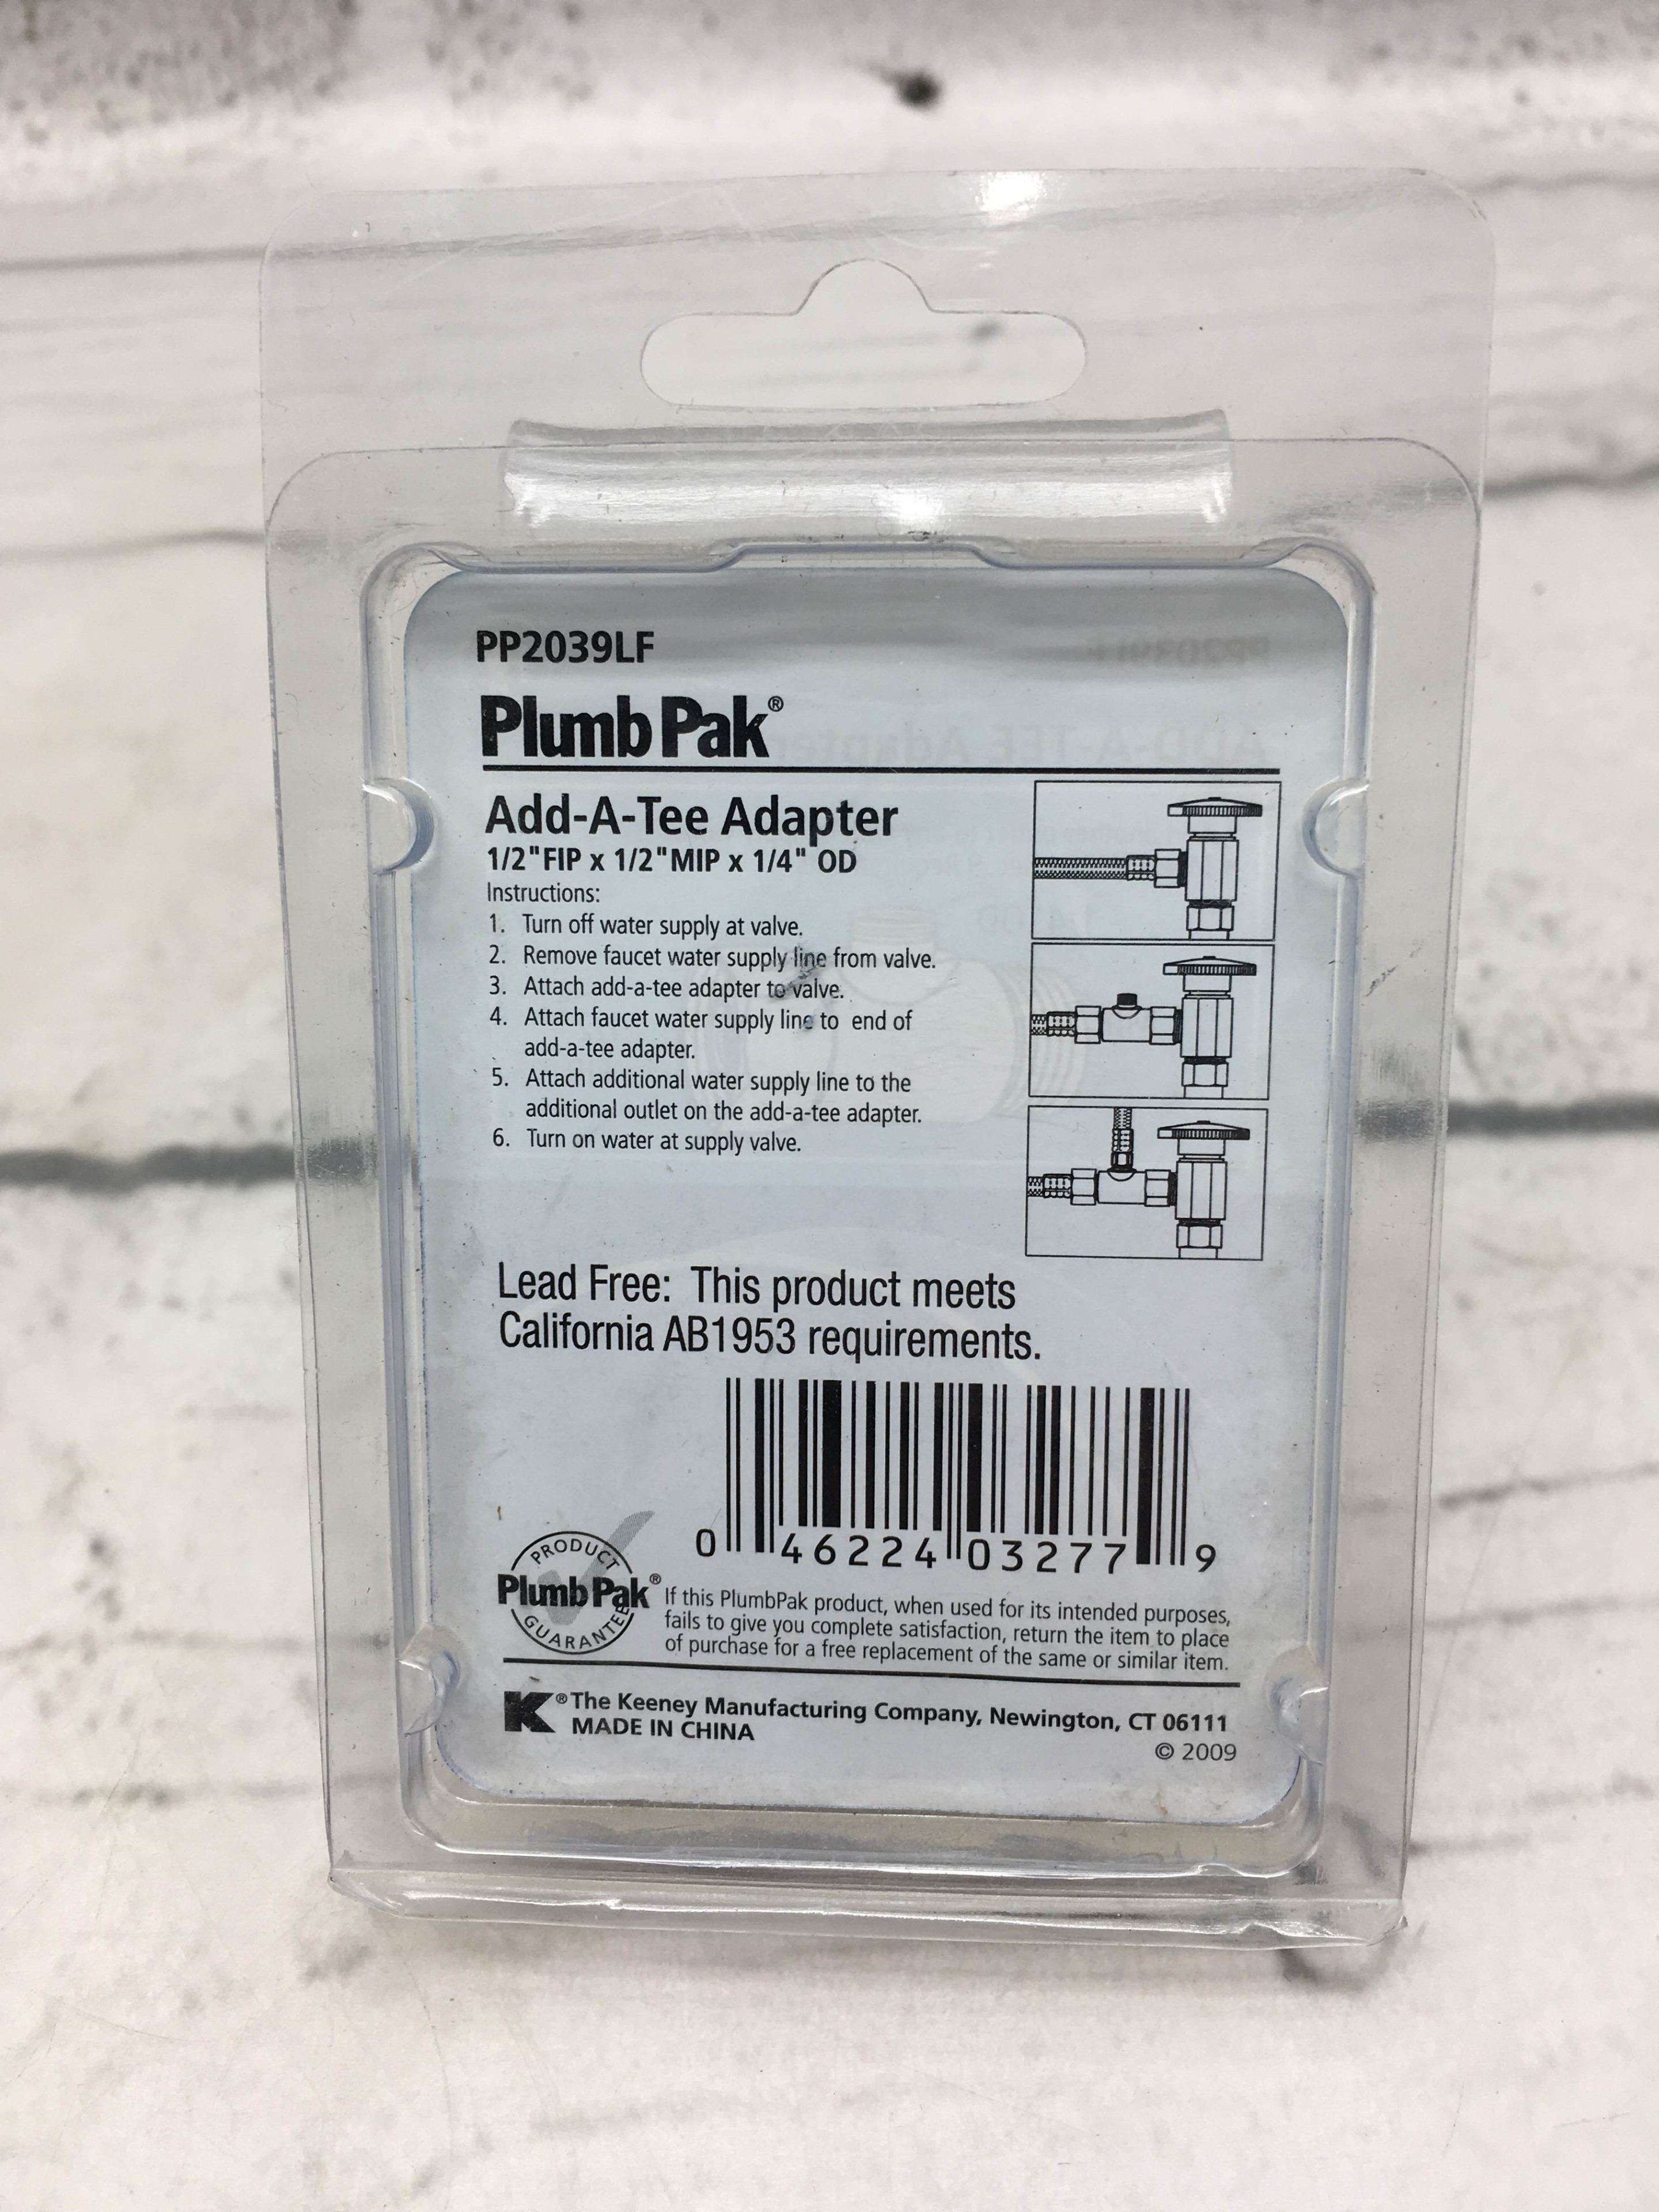 PP2039LF
Plumb Pak®
Add-A-Tee Adapter
1/2"FIP x 1/2"MIP x 1/4" OD
Instructions:
1. Turn off water supply at valve.
2. Remove faucet water supply line from valve.
3. Attach add-a-tee adapter to valve.
4. Attach faucet water supply line to end of
add-a-tee adapter.
5. Attach additional water supply line to the
additional outlet on the add-a-tee adapter.
6. Turn on water at supply valve.
Lead Free: This product meets
California AB1953 requirements.
0 46224 03277 9
PRODUCT
Plumb Pak®
GUARANTEE
If this PlumbPak product, when used for its intended purposes,
fails to give you complete satisfaction, return the item to place
of purchase for a free replacement of the same or similar item.
K® The Keeney Manufacturing Company, Newington, CT 06111
MADE IN CHINA
© 2009